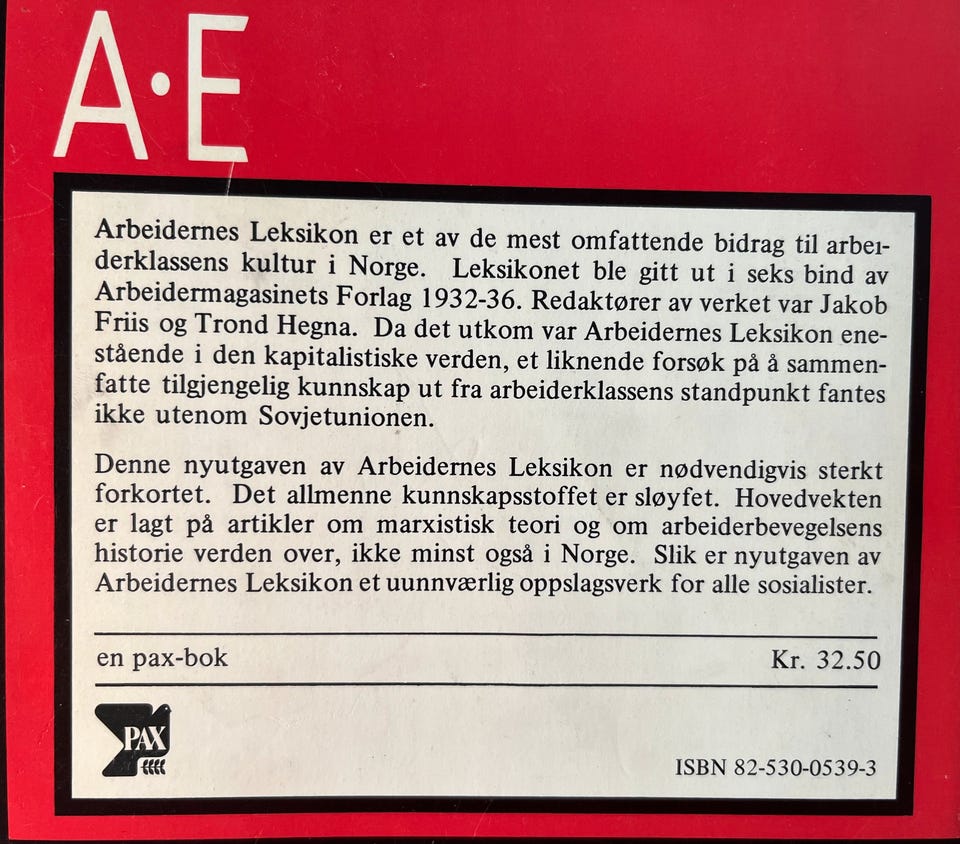 A·E
Arbeidernes Leksikon er et av de mest omfattende bidrag til arbei-
derklassens kultur i Norge. Leksikonet ble gitt ut i seks bind av
Arbeidermagasinets Forlag 1932-36. Redaktører av verket var Jakob
Friis og Trond Hegna. Da det utkom var Arbeidernes Leksikon ene-
stående i den kapitalistiske verden, et liknende forsøk på å sammen-
fatte tilgjengelig kunnskap ut fra arbeiderklassens standpunkt fantes
ikke utenom Sovjetunionen.
Denne nyutgaven av Arbeidernes Leksikon er nødvendigvis sterkt
forkortet. Det allmenne kunnskapsstoffet er sløyfet. Hovedvekten
er lagt på artikler om marxistisk teori og om arbeiderbevegelsens
historie verden over, ikke minst også i Norge. Slik er nyutgaven av
Arbeidernes Leksikon et uunnværlig oppslagsverk for alle sosialister.
en pax-bok Kr. 32.50
PAX
ISBN 82-530-0539-3